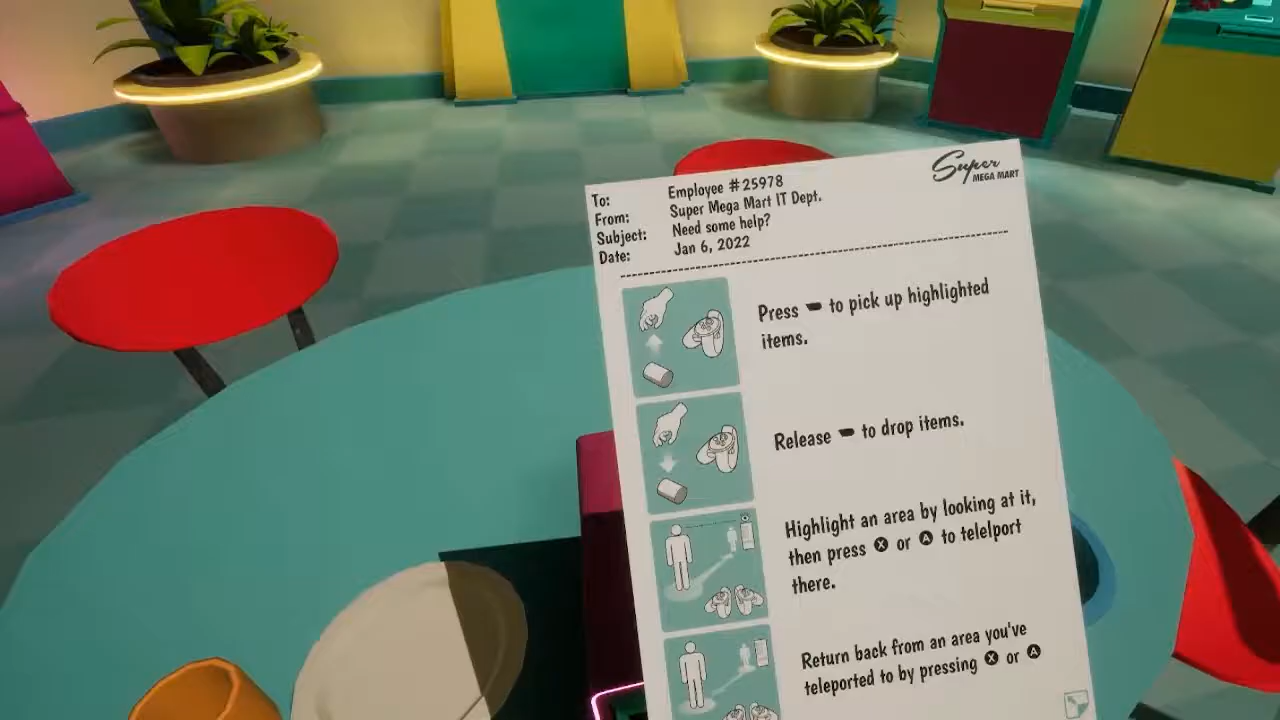 Super
MEGA MART
To: Employee #25978
From: Super Mega Mart IT Dept.
Subject: Need some help?
Date: Jan 6, 2022
Press to pick up highlighted
items.
Release to drop items.
Highlight an area by looking at it,
then press X or A to telelport
there.
Return back from an area you've
teleported to by pressing X or A